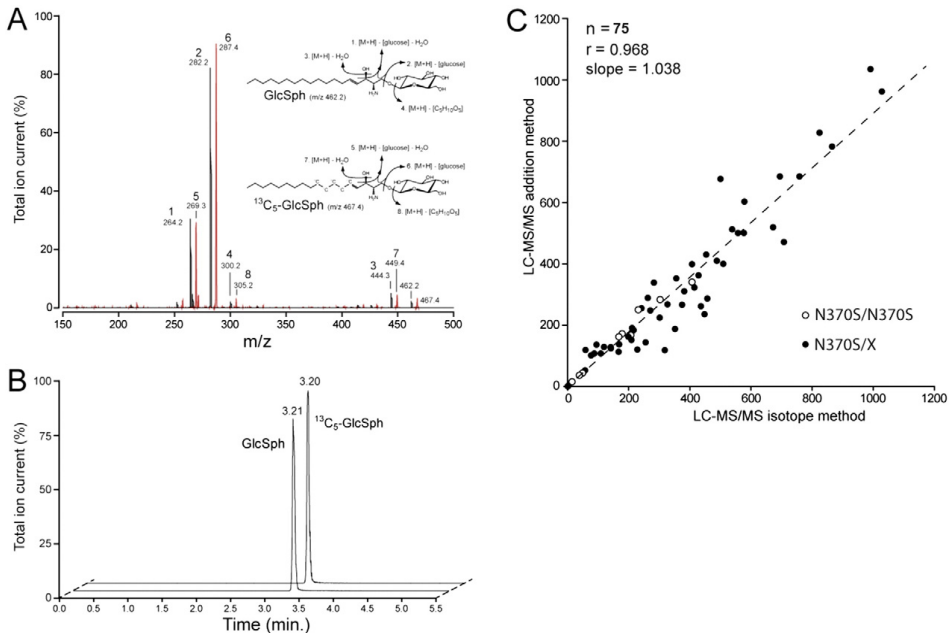 A
Total ion current (%)
100
80
60
40
20
0
150
200
250
300
350
400
450
500
m/z
1
264.2
2
282.2
6
287.4
5
269.3
4
300.2
8
305.2
3
444.3
7
449.4
462.2
467.4
1. [M+H] - [glucose] - H₂O
3. [M+H] - H₂O
2. [M+H] - [glucose]
OH
H₂N
GlcSph (m/z 462.2)
4. [M+H] - [C₅H₁₀O₅]
5. [M+H] - [glucose] - H₂O
7. [M+H] - H₂O
6. [M+H] - [glucose]
OH
H₂N
¹³C₅-GlcSph (m/z 467.4)
8. [M+H] - [C₅H₁₀O₅]
B
Total ion current (%)
100
75
50
25
0
0.0 0.5 1.0 1.5 2.0 2.5 3.0 3.5 4.0 4.5 5.0 5.5
Time (min.)
3.21
GlcSph
3.20
¹³C₅-GlcSph
C
n = 75
r = 0.968
slope = 1.038
LC-MS/MS addition method
1200
1000
800
600
400
200
0
0 200 400 600 800 1000 1200
LC-MS/MS isotope method
N370S/N370S
N370S/X